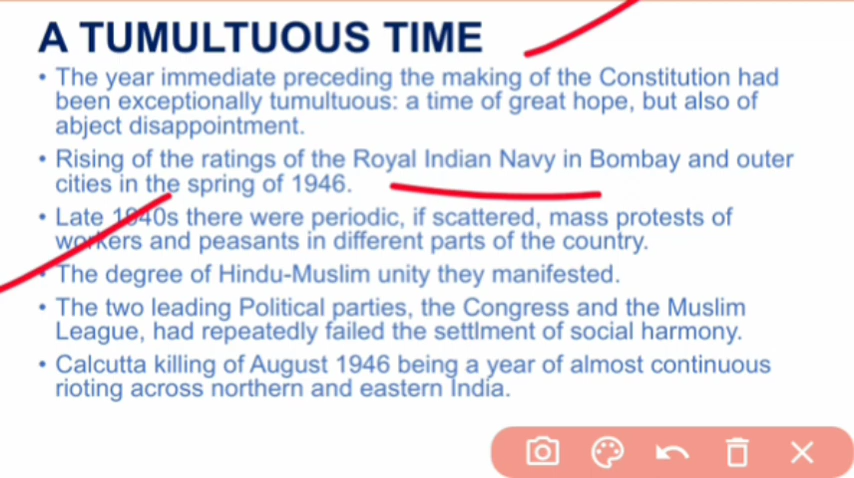 A TUMULTUOUS TIME
• The year immediate preceding the making of the Constitution had
been exceptionally tumultuous: a time of great hope, but also of
abject disappointment.
• Rising of the ratings of the Royal Indian Navy in Bombay and outer
cities in the spring of 1946.
• Late 1940s there were periodic, if scattered, mass protests of
workers and peasants in different parts of the country.
• The degree of Hindu-Muslim unity they manifested.
• The two leading Political parties, the Congress and the Muslim
League, had repeatedly failed the settlment of social harmony.
• Calcutta killing of August 1946 being a year of almost continuous
rioting across northern and eastern India.